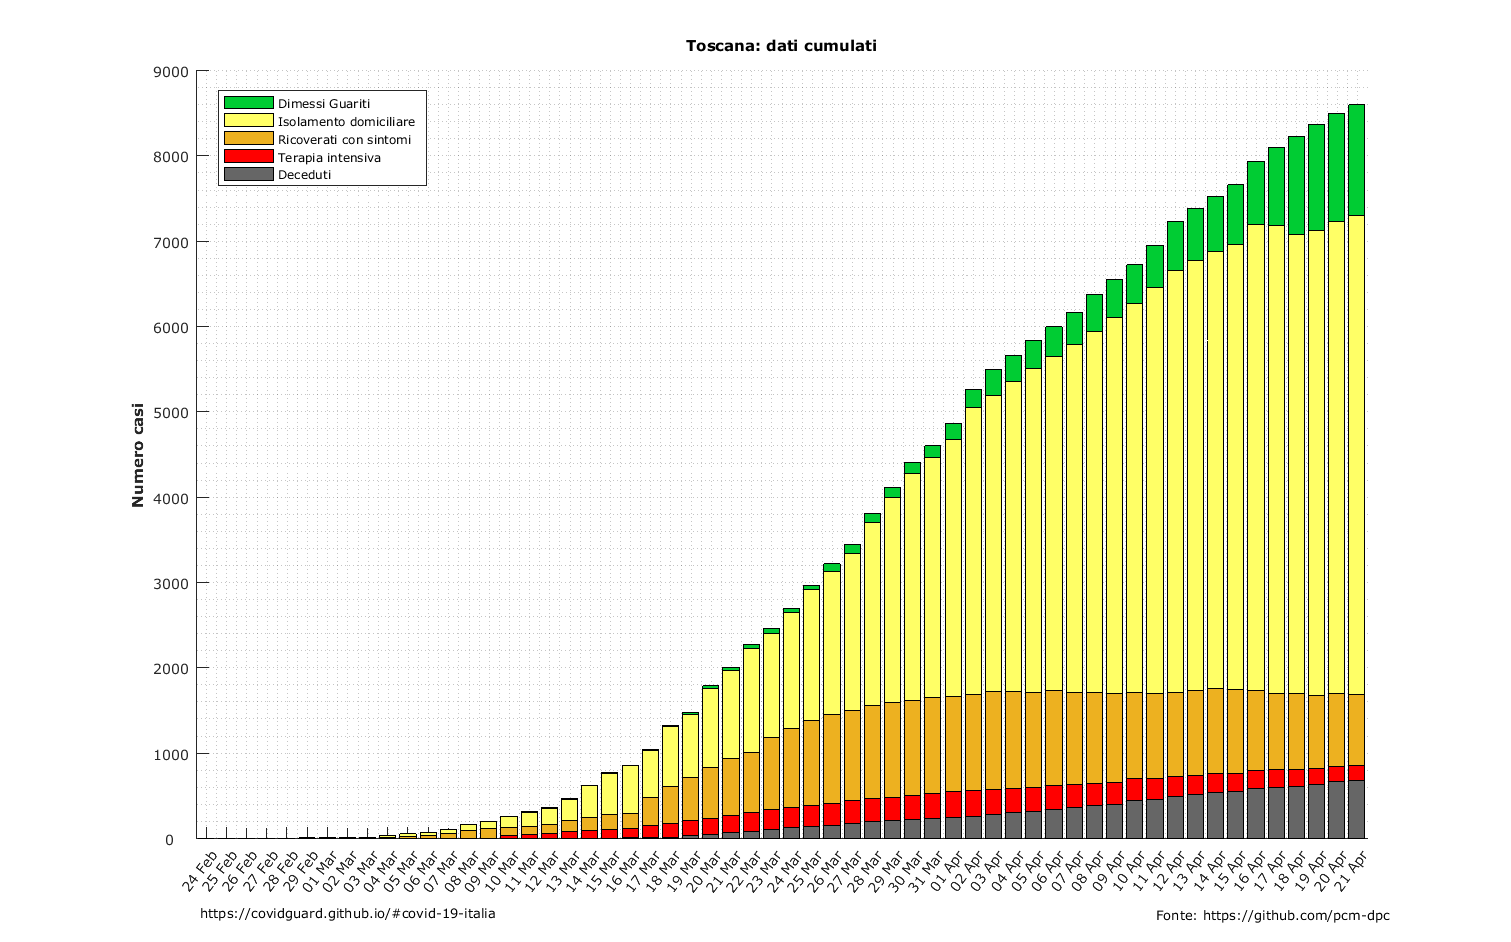 Toscana: dati cumulati
Numero casi
9000
8000
7000
6000
5000
4000
3000
2000
1000
0
Dimessi Guariti
Isolamento domiciliare
Ricoverati con sintomi
Terapia intensiva
Deceduti
24 Feb
25 Feb
26 Feb
27 Feb
28 Feb
29 Feb
01 Mar
02 Mar
03 Mar
04 Mar
05 Mar
06 Mar
07 Mar
08 Mar
09 Mar
10 Mar
11 Mar
12 Mar
13 Mar
14 Mar
15 Mar
16 Mar
17 Mar
18 Mar
19 Mar
20 Mar
21 Mar
22 Mar
23 Mar
24 Mar
25 Mar
26 Mar
27 Mar
28 Mar
29 Mar
30 Mar
31 Mar
01 Apr
02 Apr
03 Apr
04 Apr
05 Apr
06 Apr
07 Apr
08 Apr
09 Apr
10 Apr
11 Apr
12 Apr
13 Apr
14 Apr
15 Apr
16 Apr
17 Apr
18 Apr
19 Apr
20 Apr
21 Apr
https://covidguard.github.io/#covid-19-italia
Fonte: https://github.com/pcm-dpc